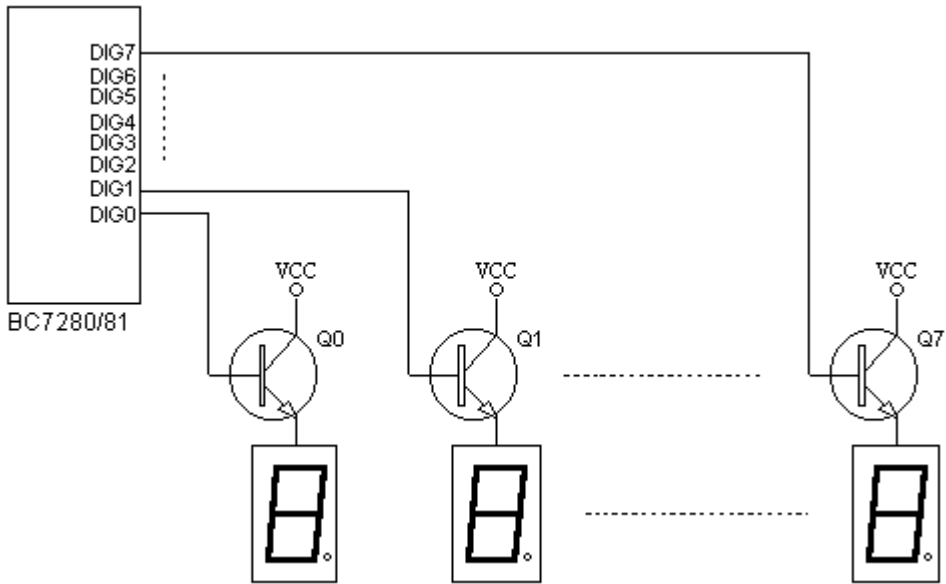 DIG7
DIG6
DIG5
DIG4
DIG3
DIG2
DIG1
DIG0
BC7280/81
VCC
VCC
VCC
Q0
Q1
Q7